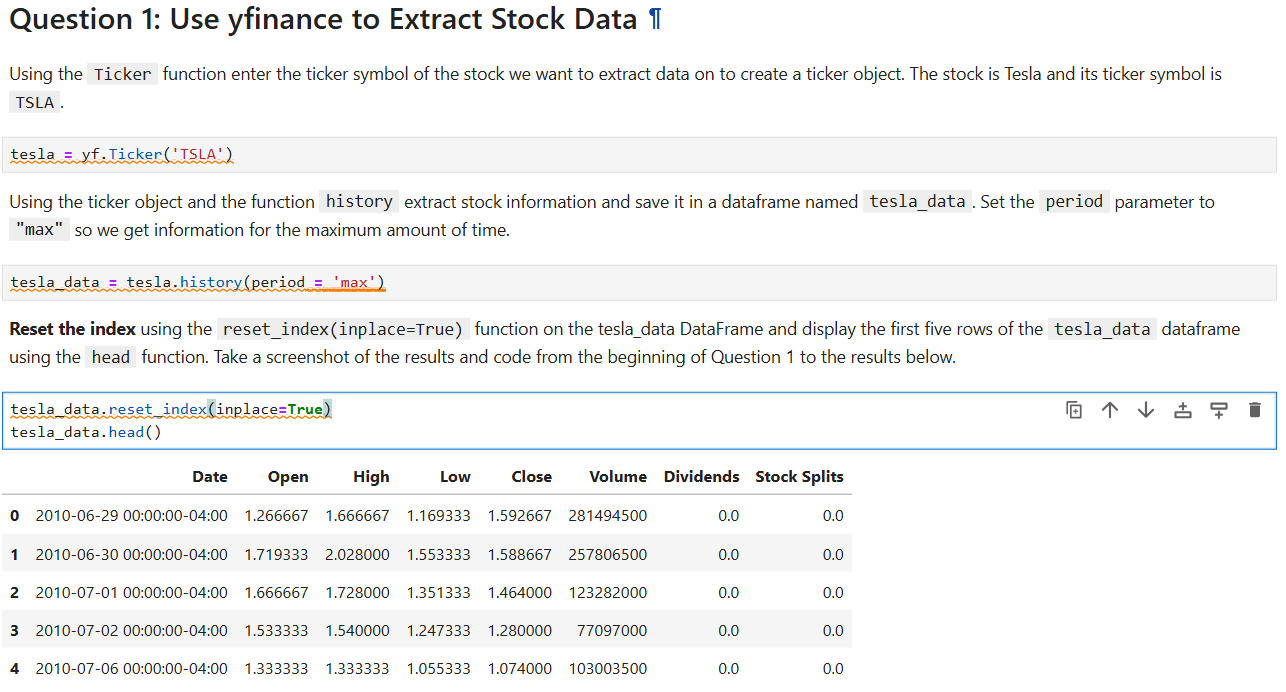 Question 1: Use yfinance to Extract Stock Data ¶
Using the Ticker function enter the ticker symbol of the stock we want to extract data on to create a ticker object. The stock is Tesla and its ticker symbol is
TSLA .
tesla = yf.Ticker('TSLA')
Using the ticker object and the function history extract stock information and save it in a dataframe named tesla_data . Set the period parameter to
"max" so we get information for the maximum amount of time.
tesla_data = tesla.history(period = 'max')
Reset the index using the reset_index(inplace=True) function on the tesla_data DataFrame and display the first five rows of the tesla_data dataframe
using the head function. Take a screenshot of the results and code from the beginning of Question 1 to the results below.
tesla_data.reset_index(inplace=True)
tesla_data.head()
Date Open High Low Close Volume Dividends Stock Splits
0 2010-06-29 00:00:00-04:00 1.266667 1.666667 1.169333 1.592667 281494500 0.0 0.0
1 2010-06-30 00:00:00-04:00 1.719333 2.028000 1.553333 1.588667 257806500 0.0 0.0
2 2010-07-01 00:00:00-04:00 1.666667 1.728000 1.351333 1.464000 123282000 0.0 0.0
3 2010-07-02 00:00:00-04:00 1.533333 1.540000 1.247333 1.280000 77097000 0.0 0.0
4 2010-07-06 00:00:00-04:00 1.333333 1.333333 1.055333 1.074000 103003500 0.0 0.0